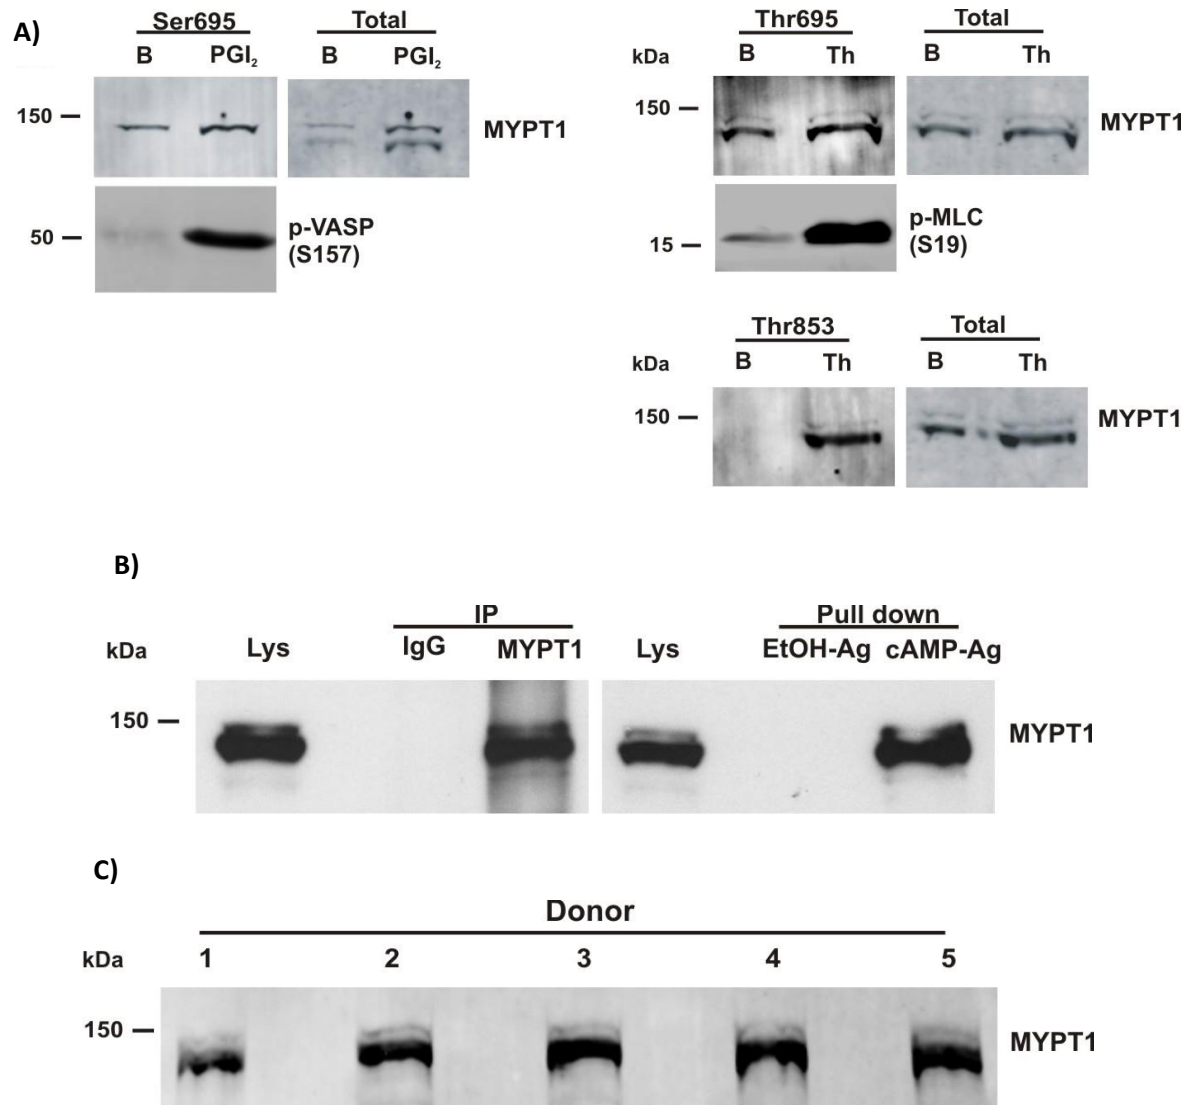 A)
Ser695 Total
B PGI₂ B PGI₂
150
MYPT1
50
p-VASP
(S157)
Thr695 Total
kDa B Th B Th
150
MYPT1
15
p-MLC
(S19)
Thr853 Total
kDa B Th B Th
150
MYPT1
B)
IP Pull down
kDa Lys IgG MYPT1 Lys EtOH-Ag cAMP-Ag
150
MYPT1
C)
Donor
kDa 1 2 3 4 5
150
MYPT1